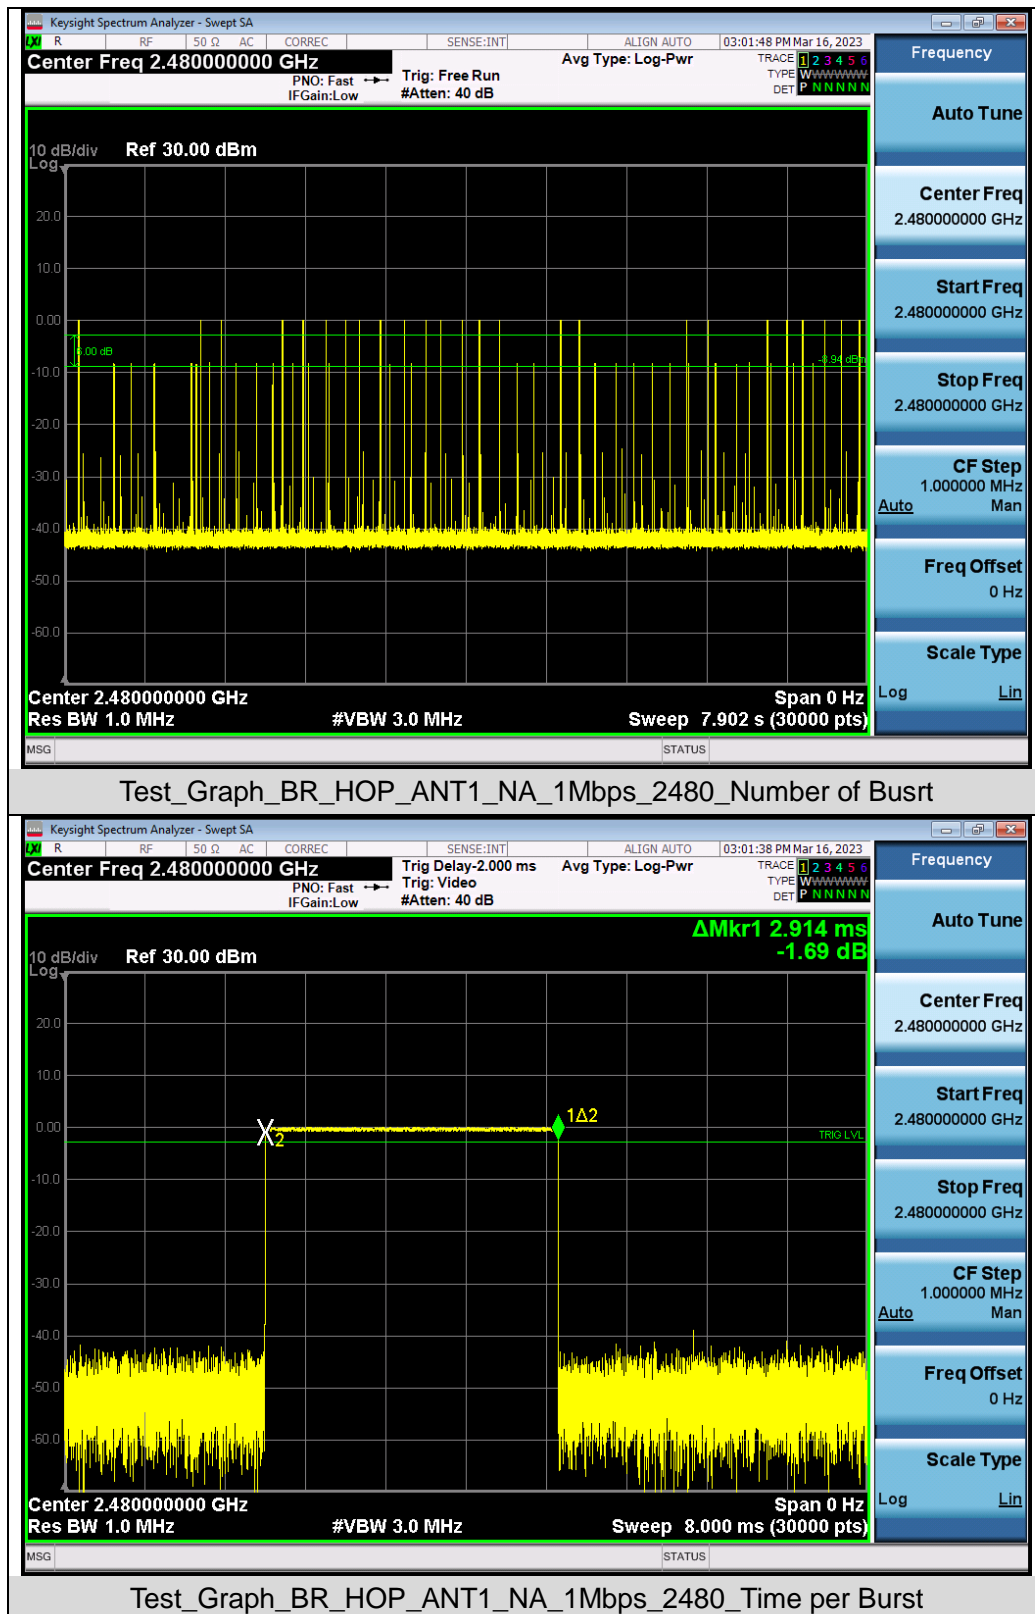 Keysight Spectrum Analyzer - Swept SA
LXI R RF 50 Ω AC CORREC SENSE:INT ALIGN AUTO 03:01:48 PM Mar 16, 2023
Center Freq 2.480000000 GHz Avg Type: Log-Pwr TRACE 1 2 3 4 5 6
PNO: Fast Trig: Free Run TYPE WWWWWW
IFGain:Low #Atten: 40 dB DET P N N N N N
Frequency
Auto Tune
10 dB/div Ref 30.00 dBm
Log
20.0
10.0
0.00
6.00 dB
-8.94 dBm
-10.0
-20.0
-30.0
-40.0
-50.0
-60.0
Center 2.480000000 GHz Span 0 Hz
Res BW 1.0 MHz #VBW 3.0 MHz Sweep 7.902 s (30000 pts)
Center Freq
2.480000000 GHz
Start Freq
2.480000000 GHz
Stop Freq
2.480000000 GHz
CF Step
1.000000 MHz
Auto Man
Freq Offset
0 Hz
Scale Type
Log Lin
MSG STATUS
Test_Graph_BR_HOP_ANT1_NA_1Mbps_2480_Number of Busrt
Keysight Spectrum Analyzer - Swept SA
LXI R RF 50 Ω AC CORREC SENSE:INT ALIGN AUTO 03:01:38 PM Mar 16, 2023
Center Freq 2.480000000 GHz Trig Delay-2.000 ms Avg Type: Log-Pwr TRACE 1 2 3 4 5 6
PNO: Fast Trig: Video TYPE WWWWWW
IFGain:Low #Atten: 40 dB DET P N N N N N
Frequency
Auto Tune
ΔMkr1 2.914 ms
-1.69 dB
10 dB/div Ref 30.00 dBm
Log
20.0
10.0
0.00
X2
1Δ2
TRIG LVL
-10.0
-20.0
-30.0
-40.0
-50.0
-60.0
Center 2.480000000 GHz Span 0 Hz
Res BW 1.0 MHz #VBW 3.0 MHz Sweep 8.000 ms (30000 pts)
Center Freq
2.480000000 GHz
Start Freq
2.480000000 GHz
Stop Freq
2.480000000 GHz
CF Step
1.000000 MHz
Auto Man
Freq Offset
0 Hz
Scale Type
Log Lin
MSG STATUS
Test_Graph_BR_HOP_ANT1_NA_1Mbps_2480_Time per Burst